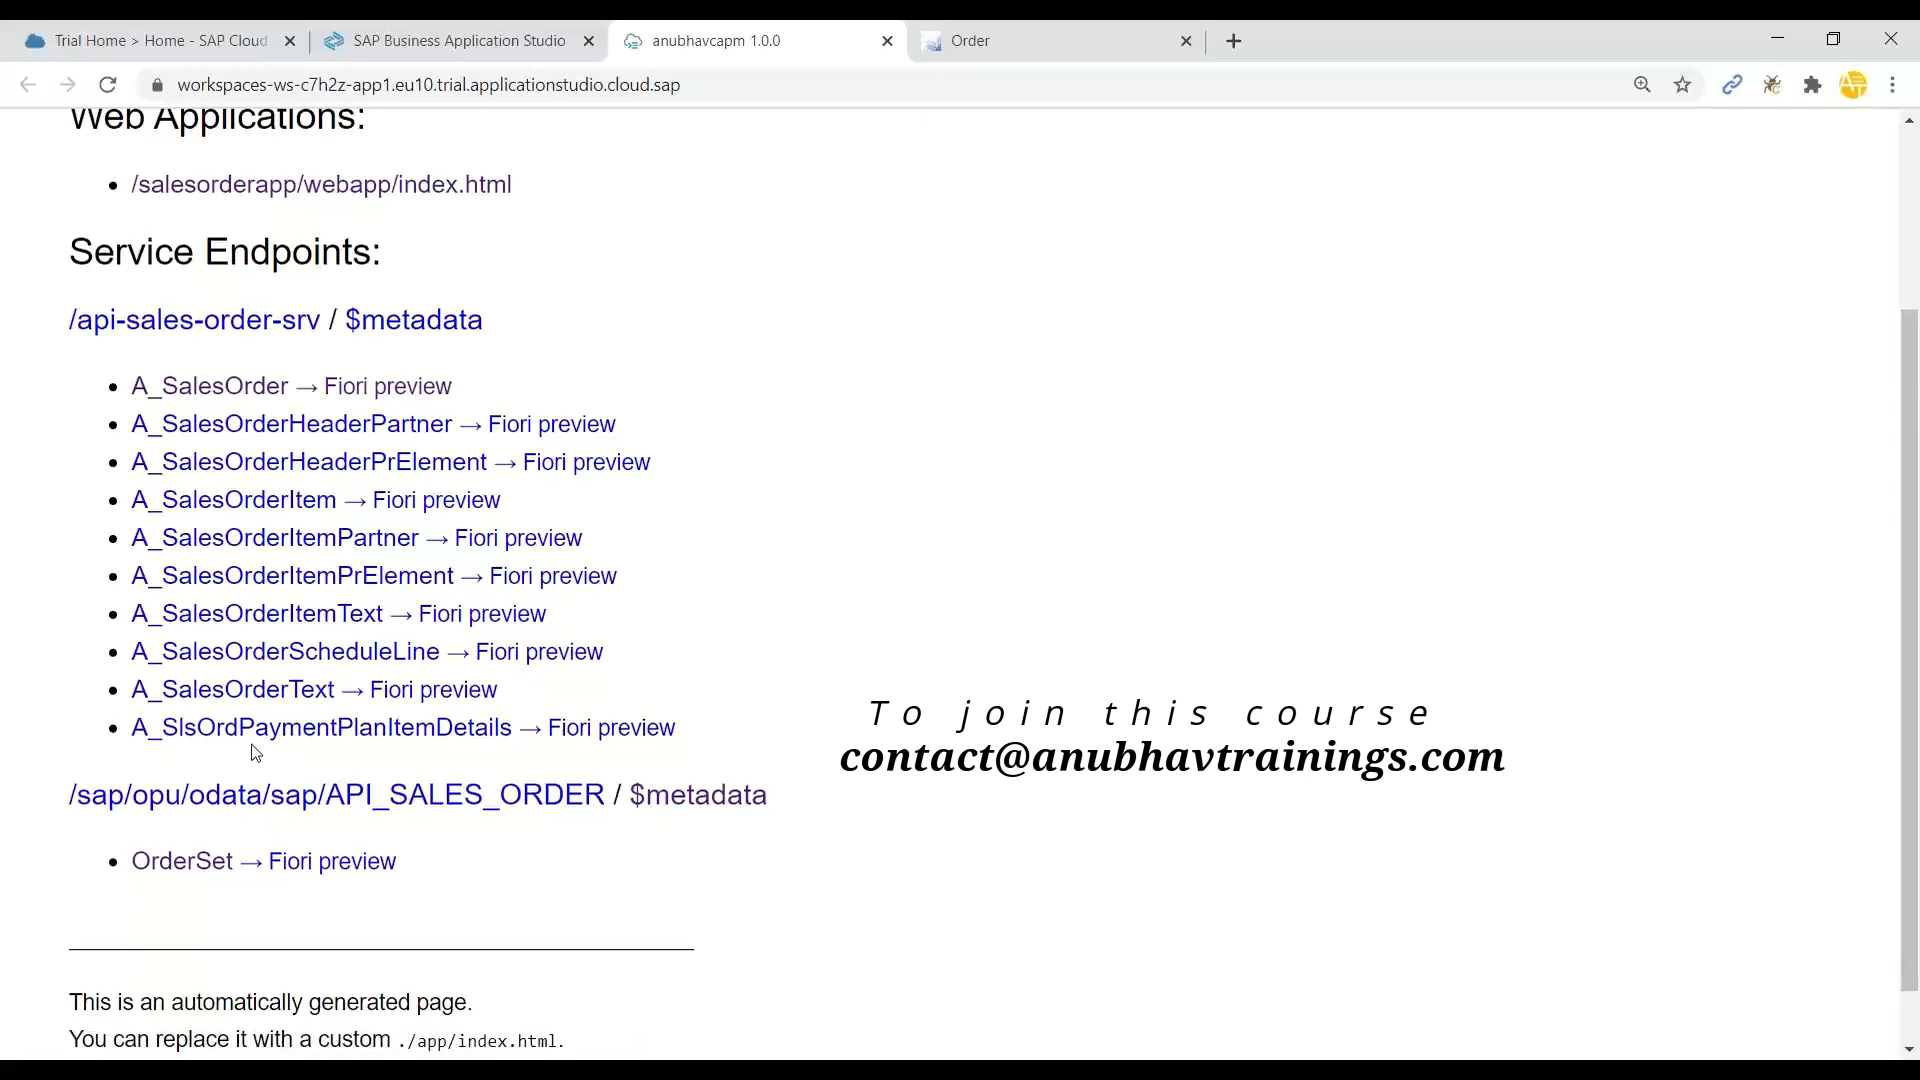 Trial Home > Home - SAP Cloud
SAP Business Application Studio
anubhavcapm 1.0.0
Order
workspaces-ws-c7h2z-app1.eu10.trial.applicationstudio.cloud.sap
Web Applications:
/salesorderapp/webapp/index.html
Service Endpoints:
/api-sales-order-srv / $metadata
A_SalesOrder → Fiori preview
A_SalesOrderHeaderPartner → Fiori preview
A_SalesOrderHeaderPrElement → Fiori preview
A_SalesOrderItem → Fiori preview
A_SalesOrderItemPartner → Fiori preview
A_SalesOrderItemPrElement → Fiori preview
A_SalesOrderItemText → Fiori preview
A_SalesOrderScheduleLine → Fiori preview
A_SalesOrderText → Fiori preview
A_SlsOrdPaymentPlanItemDetails → Fiori preview
To join this course
contact@anubhavtrainings.com
/sap/opu/odata/sap/API_SALES_ORDER / $metadata
OrderSet → Fiori preview
This is an automatically generated page.
You can replace it with a custom ./app/index.html.